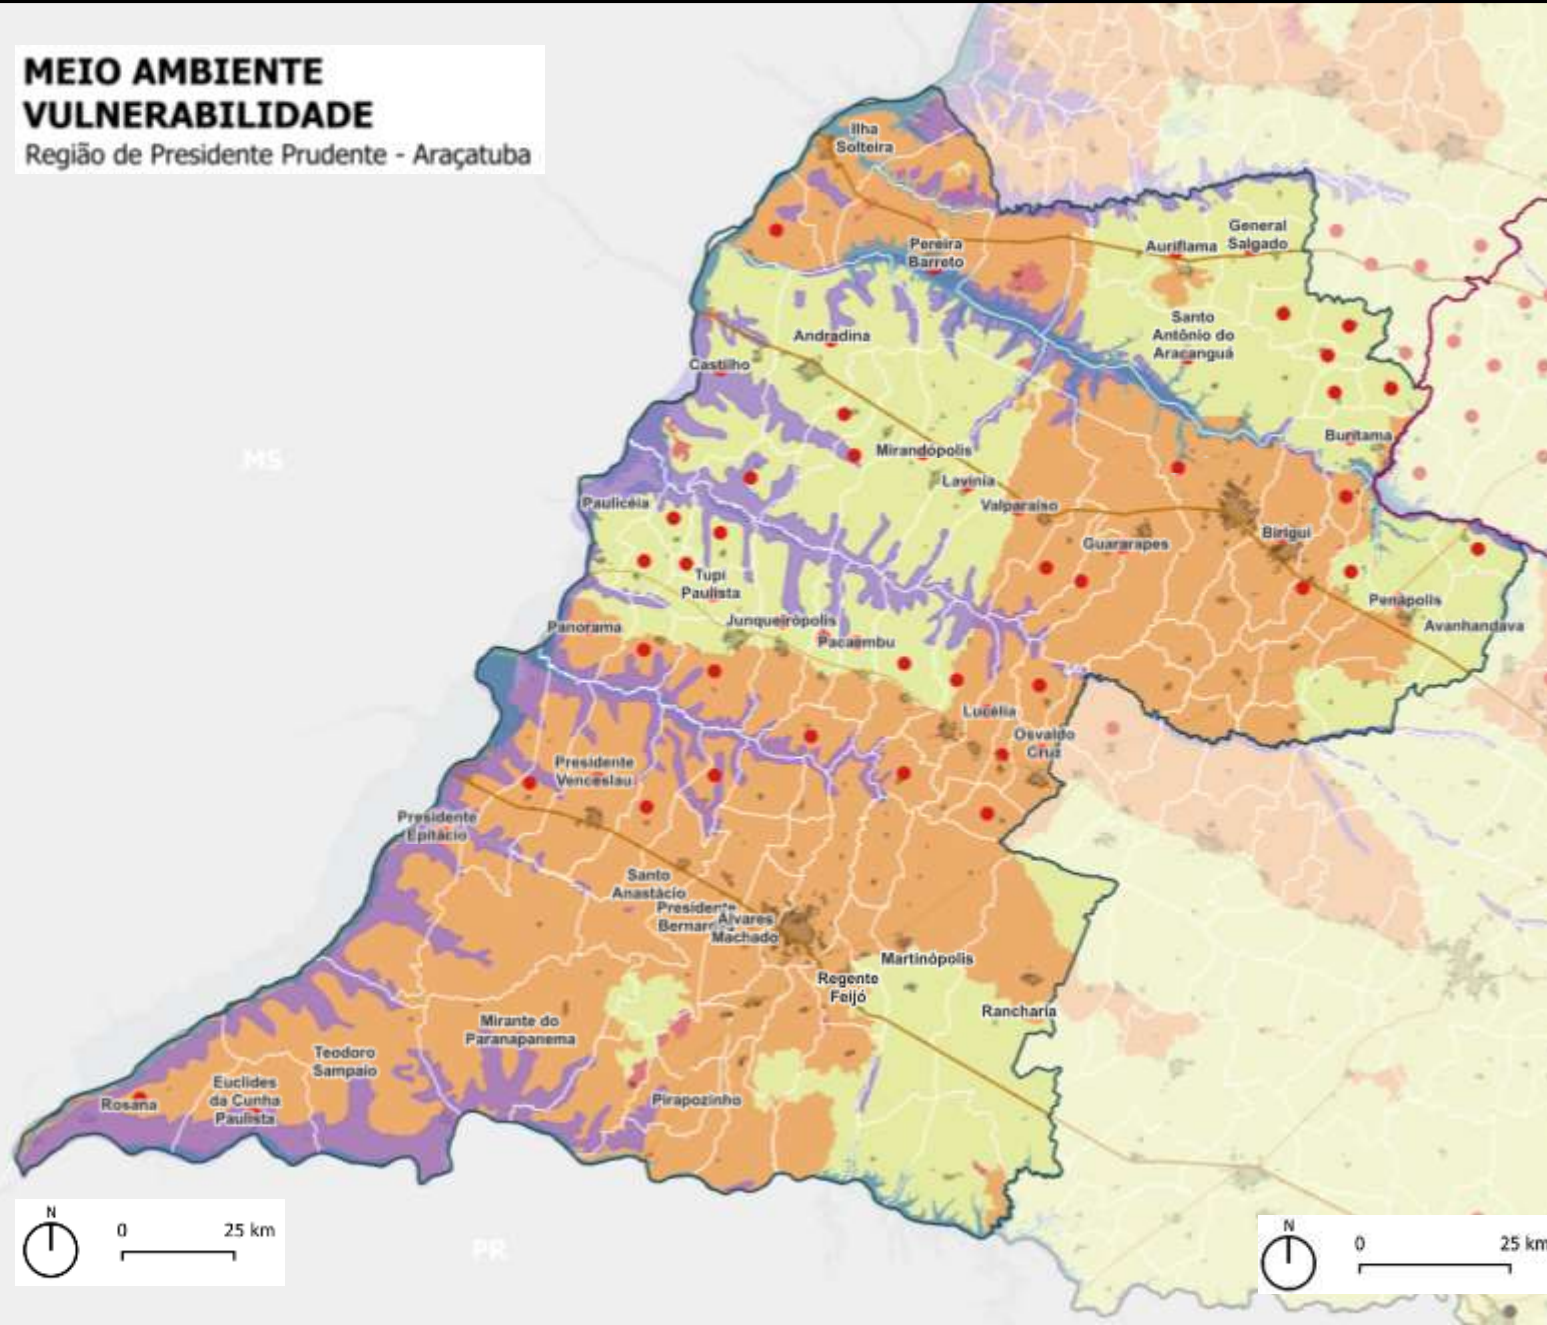 MEIO AMBIENTE
VULNERABILIDADE
Região de Presidente Prudente - Araçatuba
Ilha
Solteira
Pereira
Barreto
Auriflama
General
Salgado
Santo
Antônio do
Aracanguá
Andradina
Castilho
Buritama
Mirandópolis
Lavínia
Valparaíso
Paulicéia
Guararapes
Birigui
Tupi
Paulista
Penápolis
Avanhandava
Junqueirópolis
Panorama
Pacaembu
Lucélia
Osvaldo
Cruz
Presidente
Venceslau
Presidente
Epitácio
Santo
Anastácio
Presidente
Álvares
Machado
Martinópolis
Regente
Feijó
Rancharia
Mirante do
Paranapanema
Teodoro
Sampaio
Euclides
da Cunha
Paulista
Rosana
Pirapozinho
MS
PR
N
0 25 km
N
0 25 km